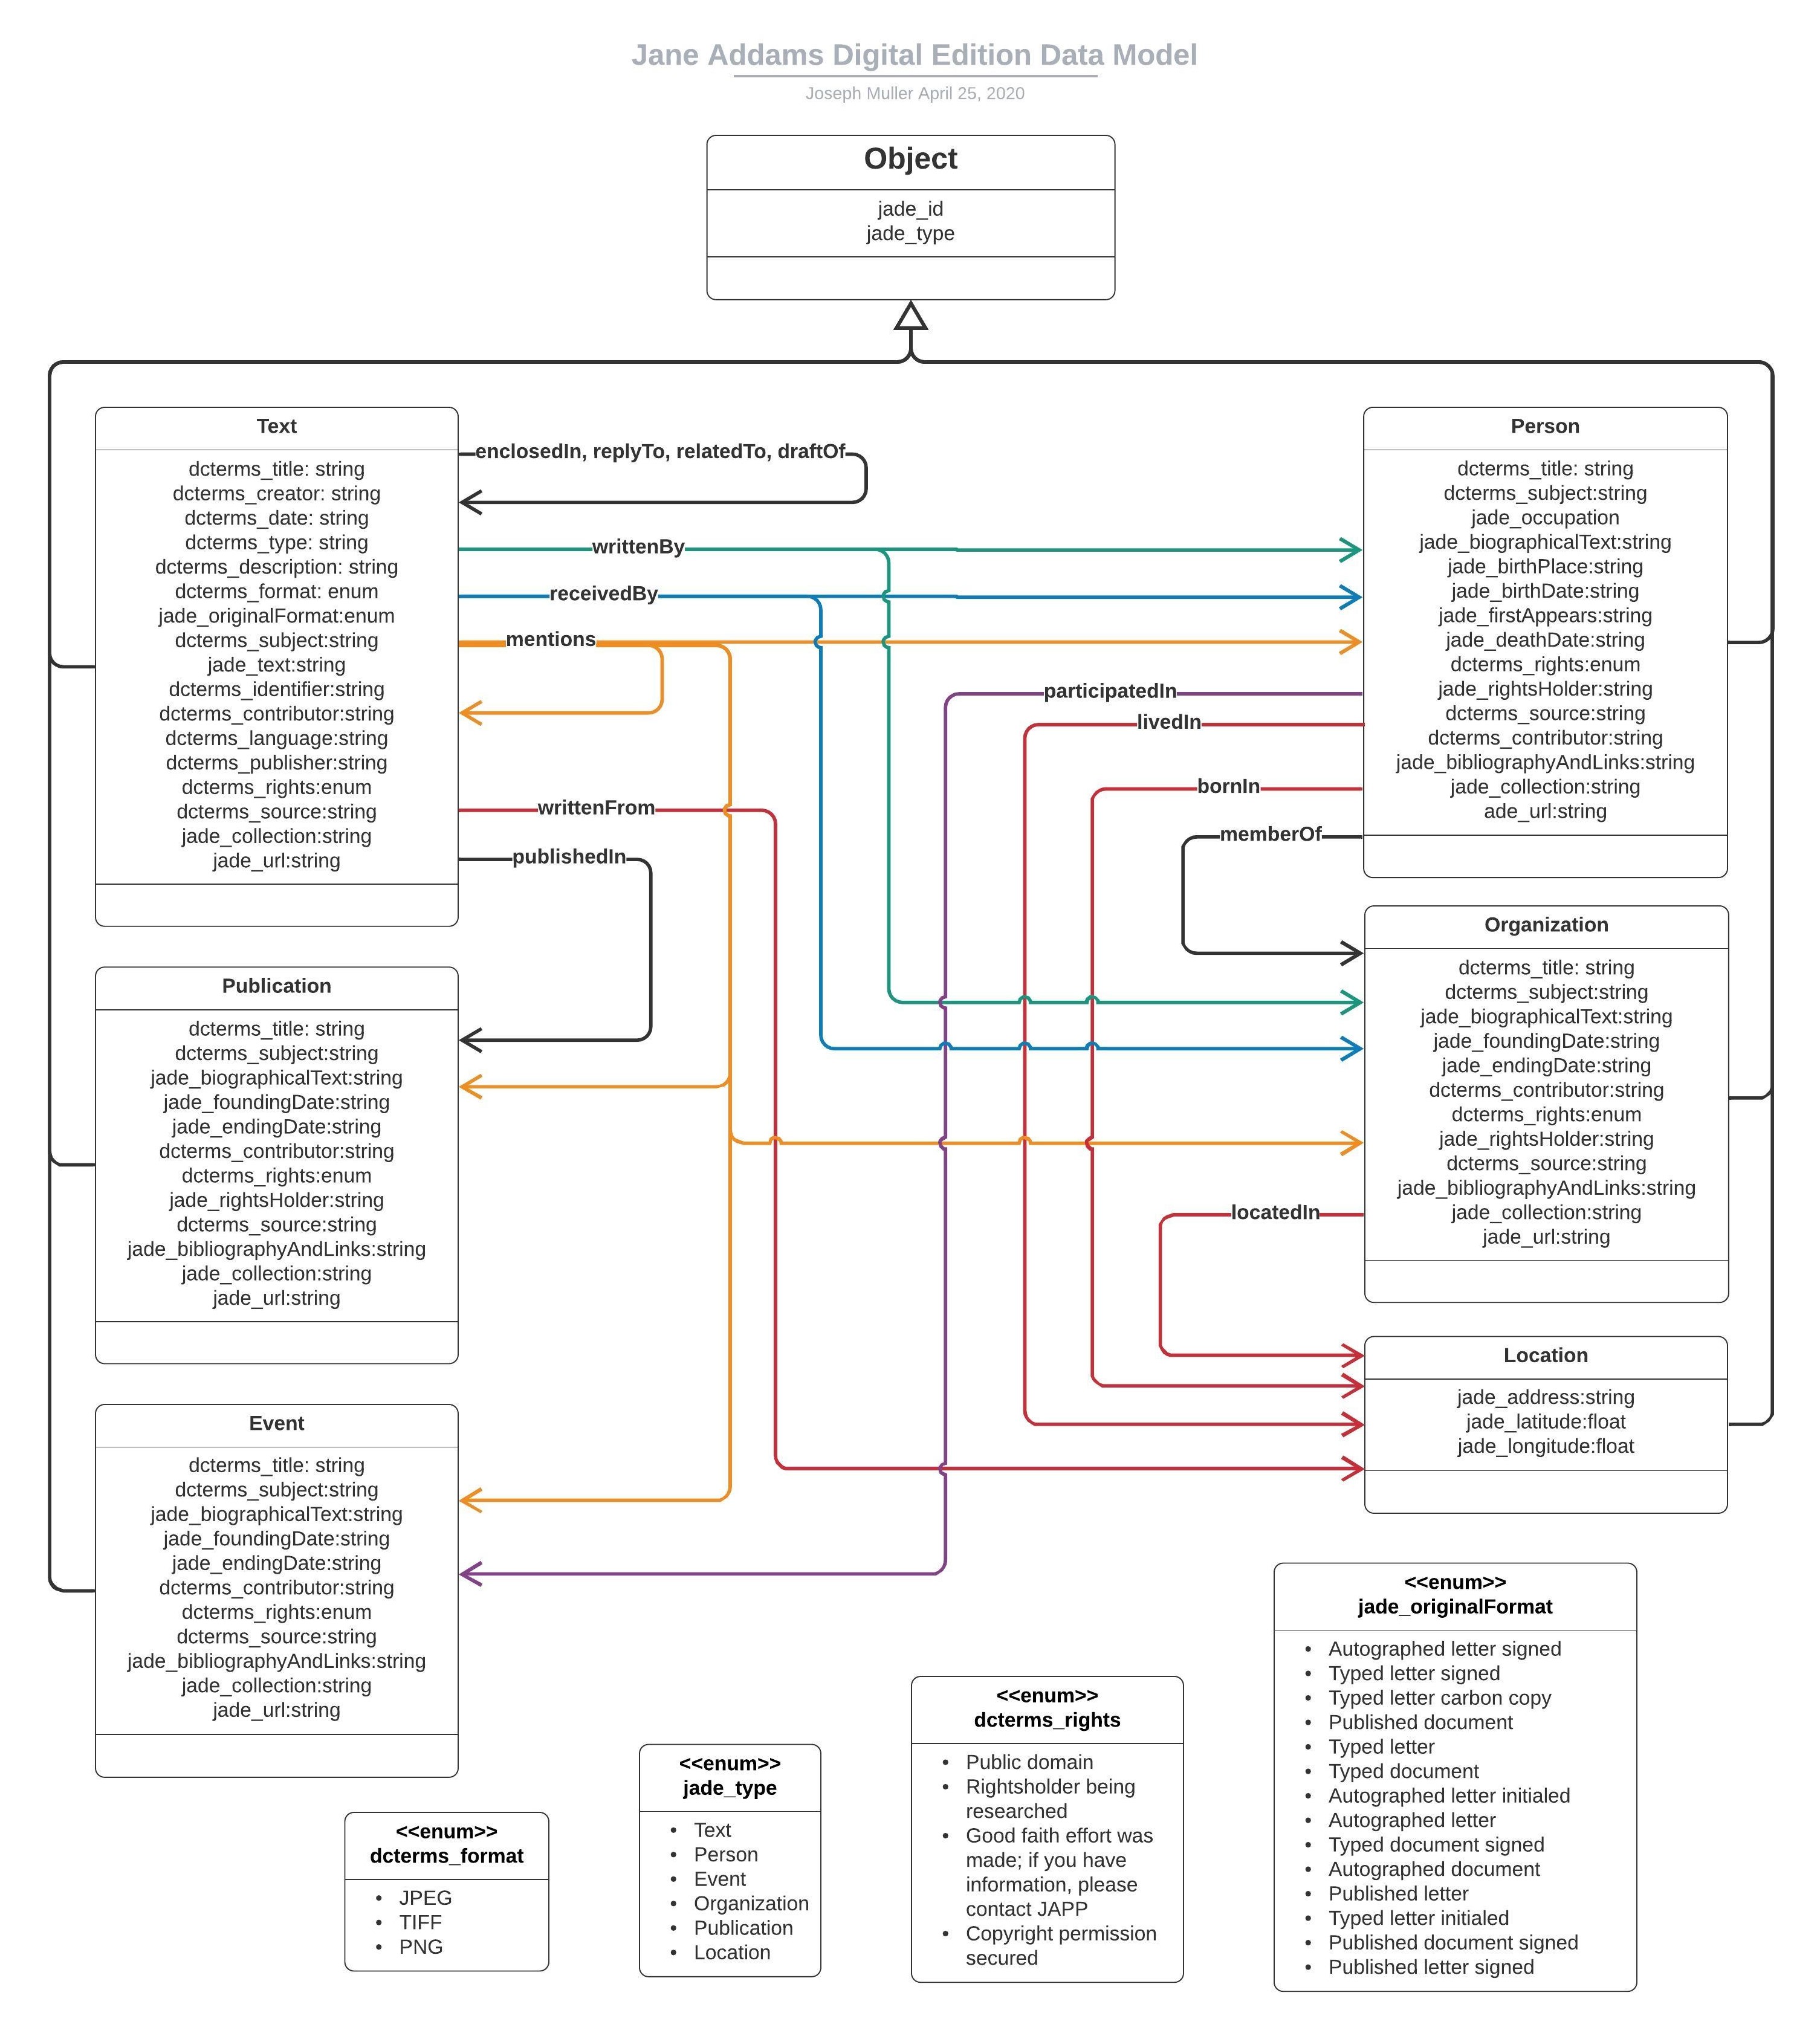 Jane Addams Digital Edition Data Model
Joseph Muller April 25, 2020
Object
jade_id
jade_type
Text
dcterms_title: string
dcterms_creator: string
dcterms_date: string
dcterms_type: string
dcterms_description: string
dcterms_format: enum
jade_originalFormat:enum
dcterms_subject:string
jade_text:string
dcterms_identifier:string
dcterms_contributor:string
dcterms_language:string
dcterms_publisher:string
dcterms_rights:enum
dcterms_source:string
jade_collection:string
jade_url:string
enclosedIn, replyTo, relatedTo, draftOf
writtenBy
receivedBy
mentions
writtenFrom
publishedIn
participatedIn
livedIn
bornIn
memberOf
locatedIn
Person
dcterms_title: string
dcterms_subject:string
jade_occupation
jade_biographicalText:string
jade_birthPlace:string
jade_birthDate:string
jade_firstAppears:string
jade_deathDate:string
dcterms_rights:enum
jade_rightsHolder:string
dcterms_source:string
dcterms_contributor:string
jade_bibliographyAndLinks:string
jade_collection:string
ade_url:string
Publication
dcterms_title: string
dcterms_subject:string
jade_biographicalText:string
jade_foundingDate:string
jade_endingDate:string
dcterms_contributor:string
dcterms_rights:enum
jade_rightsHolder:string
dcterms_source:string
jade_bibliographyAndLinks:string
jade_collection:string
jade_url:string
Organization
dcterms_title: string
dcterms_subject:string
jade_biographicalText:string
jade_foundingDate:string
jade_endingDate:string
dcterms_contributor:string
dcterms_rights:enum
jade_rightsHolder:string
dcterms_source:string
jade_bibliographyAndLinks:string
jade_collection:string
jade_url:string
Location
jade_address:string
jade_latitude:float
jade_longitude:float
Event
dcterms_title: string
dcterms_subject:string
jade_biographicalText:string
jade_foundingDate:string
jade_endingDate:string
dcterms_contributor:string
dcterms_rights:enum
dcterms_source:string
jade_bibliographyAndLinks:string
jade_collection:string
jade_url:string
<<enum>>
dcterms_format
• JPEG
• TIFF
• PNG
<<enum>>
jade_type
• Text
• Person
• Event
• Organization
• Publication
• Location
<<enum>>
dcterms_rights
• Public domain
• Rightsholder being
researched
• Good faith effort was
made; if you have
information, please
contact JAPP
• Copyright permission
secured
<<enum>>
jade_originalFormat
• Autographed letter signed
• Typed letter signed
• Typed letter carbon copy
• Published document
• Typed letter
• Typed document
• Autographed letter initialed
• Autographed letter
• Typed document signed
• Autographed document
• Published letter
• Typed letter initialed
• Published document signed
• Published letter signed